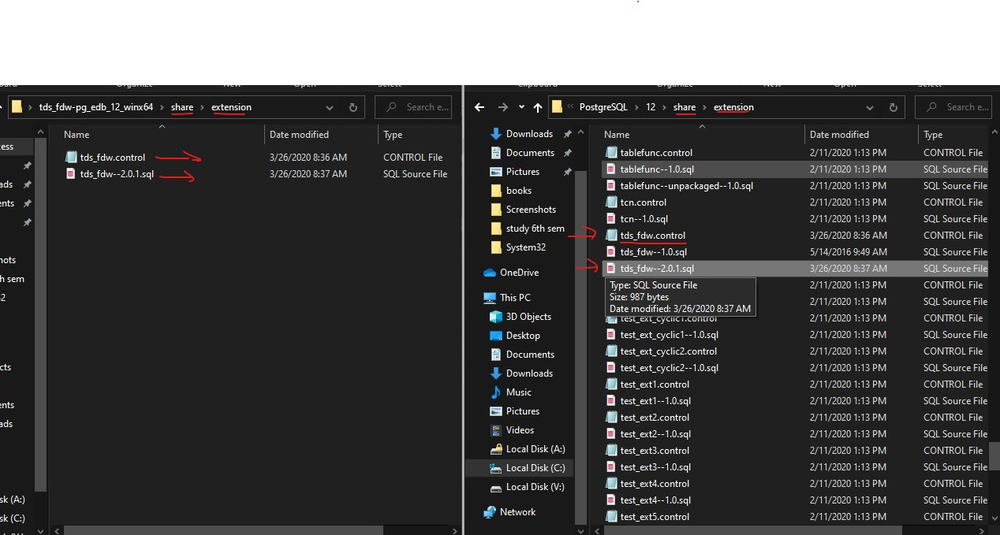 tds_fdw-pg_edb_12_winx64 > share > extension
Search e...
Name
Date modified
Type
tds_fdw.control
3/26/2020 8:36 AM
CONTROL File
tds_fdw--2.0.1.sql
3/26/2020 8:37 AM
SQL Source File
cess
ads
ents
hots
h sem
2
cts
ents
ads
sk (A:)
sk (C:)
PostgreSQL > 12 > share > extension
Search e...
Downloads
Documents
Pictures
books
Screenshots
study 6th sem
System32
OneDrive
This PC
3D Objects
Desktop
Documents
Downloads
Music
Pictures
Videos
Local Disk (A:)
Local Disk (C:)
Local Disk (V:)
Network
Name Date modified Type
tablefunc.control 2/11/2020 1:13 PM CONTROL File
tablefunc--1.0.sql 2/11/2020 1:13 PM SQL Source File
tablefunc--unpackaged--1.0.sql 2/11/2020 1:13 PM SQL Source File
tcn.control 2/11/2020 1:13 PM CONTROL File
tcn--1.0.sql 2/11/2020 1:13 PM SQL Source File
tds_fdw.control 3/26/2020 8:36 AM CONTROL File
tds_fdw--1.0.sql 5/14/2016 9:49 AM SQL Source File
tds_fdw--2.0.1.sql 3/26/2020 8:37 AM SQL Source File
2/11/2020 1:13 PM CONTROL File
2/11/2020 1:13 PM SQL Source File
Type: SQL Source File
Size: 987 bytes
Date modified: 3/26/2020 8:37 AM
test_ext_cyclic1.control 2/11/2020 1:13 PM CONTROL File
test_ext_cyclic1--1.0.sql 2/11/2020 1:13 PM SQL Source File
test_ext_cyclic2.control 2/11/2020 1:13 PM CONTROL File
test_ext_cyclic2--1.0.sql 2/11/2020 1:13 PM SQL Source File
test_ext1.control 2/11/2020 1:13 PM CONTROL File
test_ext1--1.0.sql 2/11/2020 1:13 PM SQL Source File
test_ext2.control 2/11/2020 1:13 PM CONTROL File
test_ext2--1.0.sql 2/11/2020 1:13 PM SQL Source File
test_ext3.control 2/11/2020 1:13 PM CONTROL File
test_ext3--1.0.sql 2/11/2020 1:13 PM SQL Source File
test_ext4.control 2/11/2020 1:13 PM CONTROL File
test_ext4--1.0.sql 2/11/2020 1:13 PM SQL Source File
test_ext5.control 2/11/2020 1:13 PM CONTROL File